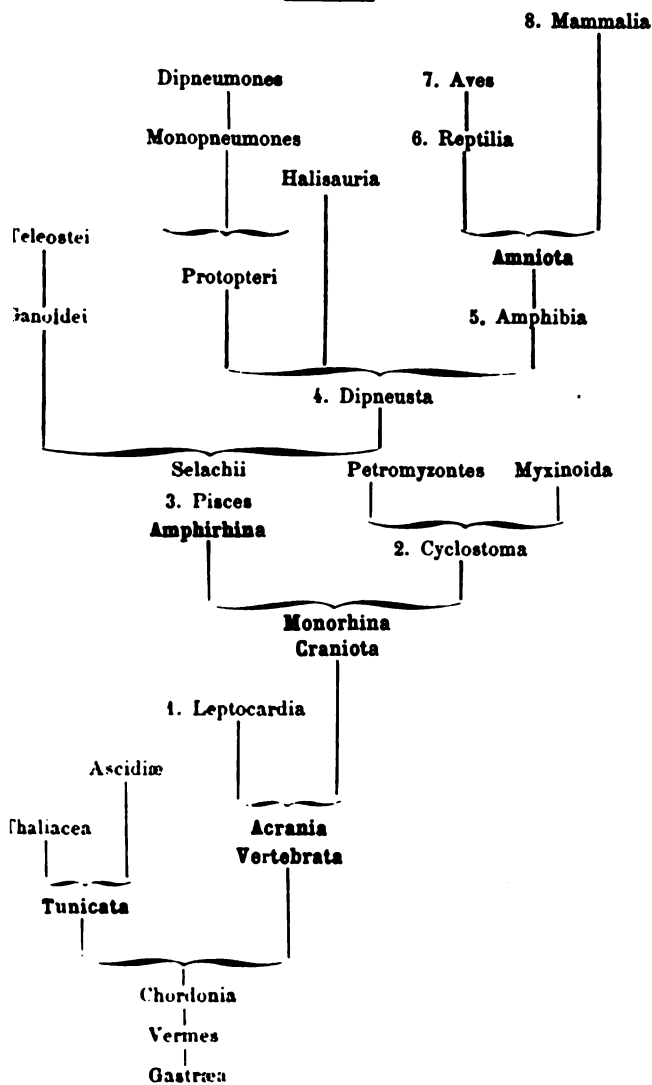 8. Mammalia
Dipneumones
7. Aves
Monopneumones
6. Reptilia
Halisauria
Teleostei
Amniota
Protopteri
Ganoidei
5. Amphibia
4. Dipneusta
Selachii
Petromyzontes
Myxinoida
3. Pisces
Amphirhina
2. Cyclostoma
Monorhina
Craniota
1. Leptocardia
Ascidiæ
Thaliacea
Acrania
Vertebrata
Tunicata
Chordonia
Vermes
Gastræa